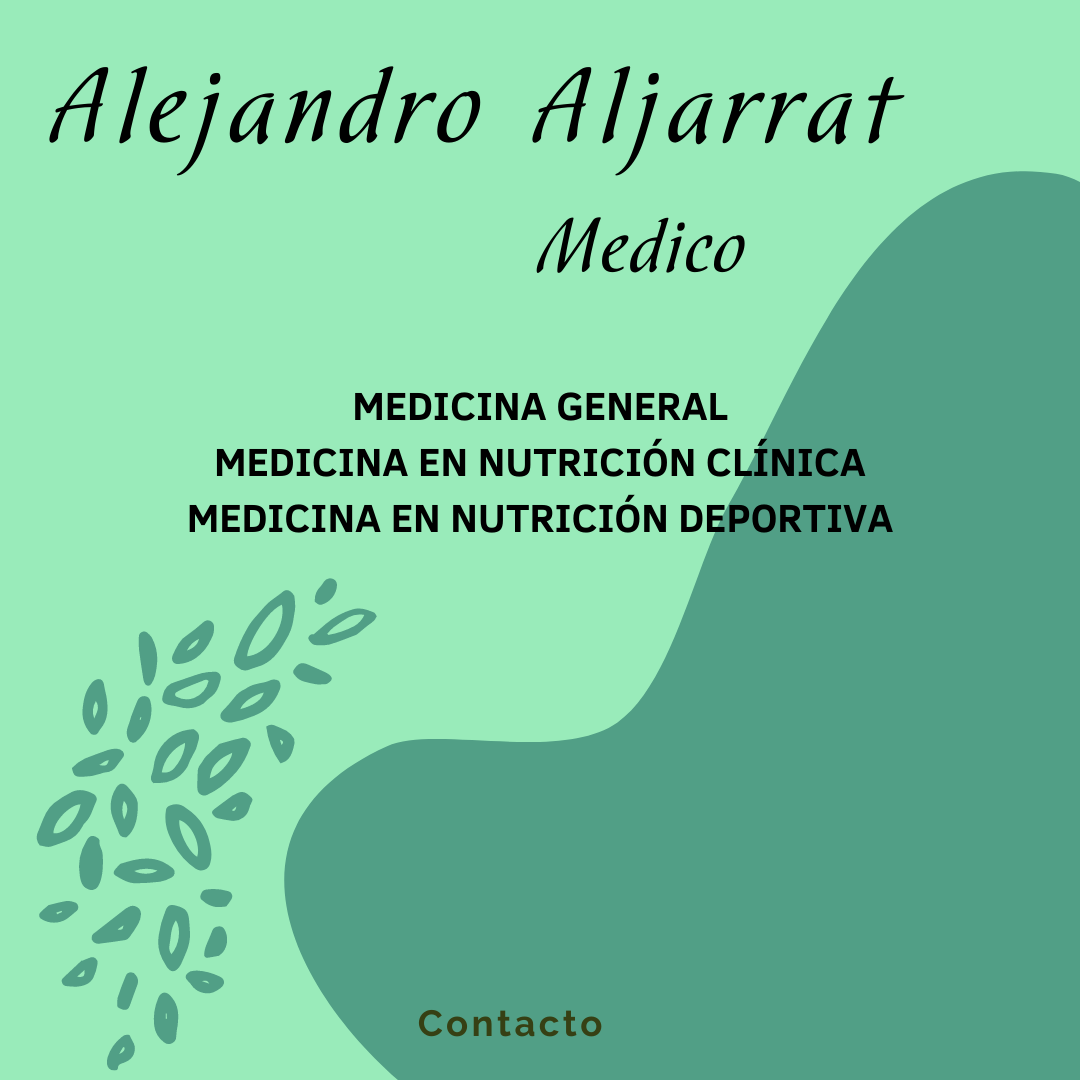 Alejandro Aljarrat
Medico
MEDICINA GENERAL
MEDICINA EN NUTRICIÓN CLÍNICA
MEDICINA EN NUTRICIÓN DEPORTIVA
Contacto